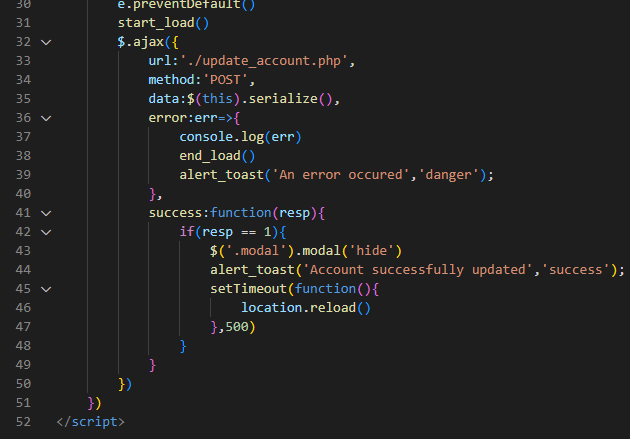 30 e.preventDefault()
31 start_load()
32 $.ajax({
33 url:'./update_account.php',
34 method:'POST',
35 data:$(this).serialize(),
36 error:err=>{
37 console.log(err)
38 end_load()
39 alert_toast('An error occured','danger');
40 },
41 success:function(resp){
42 if(resp == 1){
43 $('.modal').modal('hide')
44 alert_toast('Account successfully updated','success');
45 setTimeout(function(){
46 location.reload()
47 },500)
48 }
49 }
50 })
51 })
52 </script>